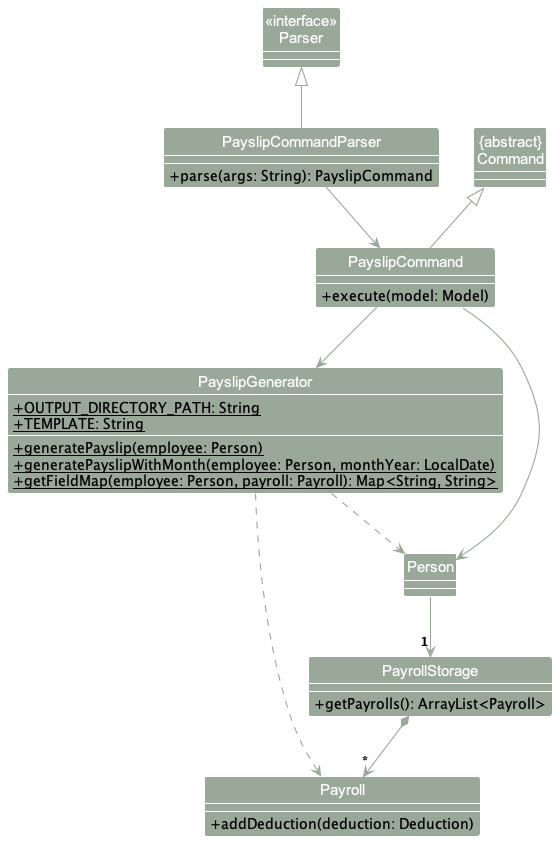 «interface»
Parser
PayslipCommandParser
+parse(args: String): PayslipCommand
{abstract}
Command
PayslipCommand
+execute(model: Model)
PayslipGenerator
+OUTPUT_DIRECTORY_PATH: String
+TEMPLATE: String
+generatePayslip(employee: Person)
+generatePayslipWithMonth(employee: Person, monthYear: LocalDate)
+getFieldMap(employee: Person, payroll: Payroll): Map<String, String>
Person
1
PayrollStorage
+getPayrolls(): ArrayList<Payroll>
*
Payroll
+addDeduction(deduction: Deduction)